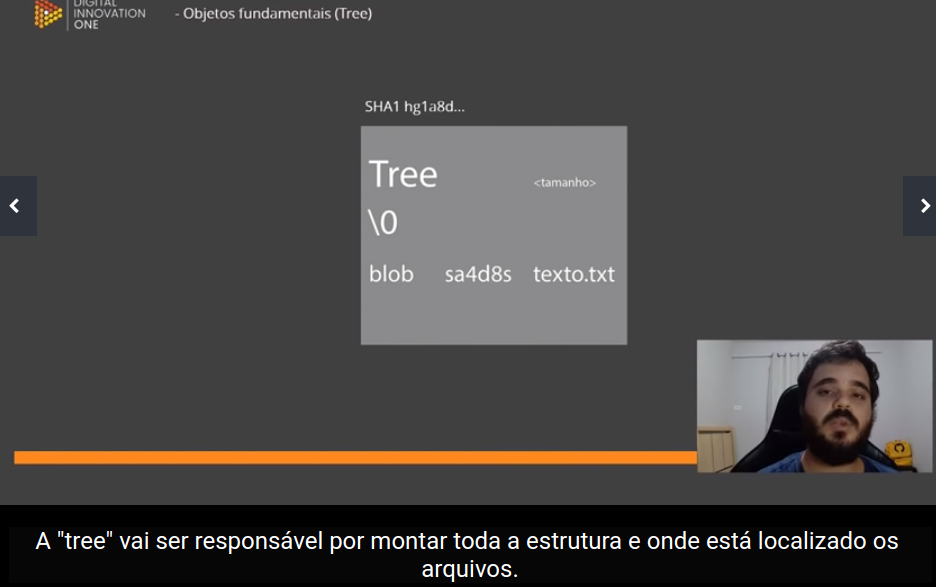 DIGITAL
INNOVATION
ONE
- Objetos fundamentais (Tree)
SHA1 hg1a8d...
Tree <tamanho>
\0
blob sa4d8s texto.txt
A "tree" vai ser responsável por montar toda a estrutura e onde está localizado os
arquivos.